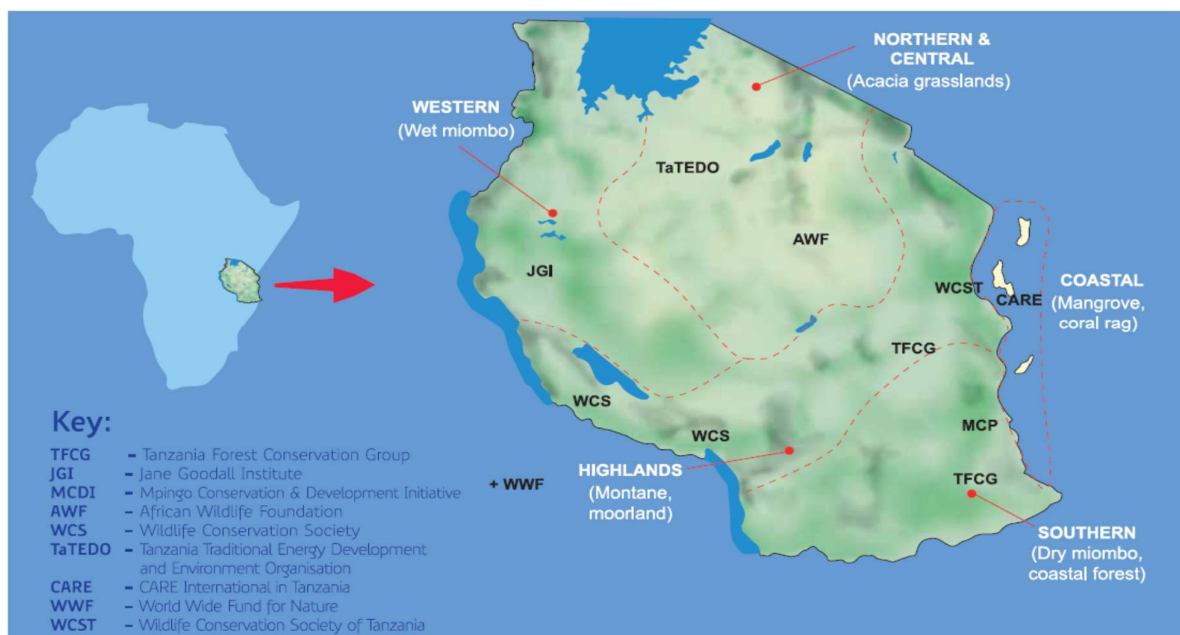 NORTHERN &
CENTRAL
(Acacia grasslands)
WESTERN
(Wet miombo)
TaTEDO
AWF
JGI
WCST
CARE
COASTAL
(Mangrove,
coral rag)
TFCG
WCS
MCP
WCS
HIGHLANDS
(Montane,
moorland)
TFCG
SOUTHERN
(Dry miombo,
coastal forest)
+ WWF
Key:
TFCG – Tanzania Forest Conservation Group
JGI – Jane Goodall Institute
MCDI – Mpingo Conservation & Development Initiative
AWF – African Wildlife Foundation
WCS – Wildlife Conservation Society
TaTEDO – Tanzania Traditional Energy Development
and Environment Organisation
CARE – CARE International in Tanzania
WWF – World Wide Fund for Nature
WCST – Wildlife Conservation Society of Tanzania